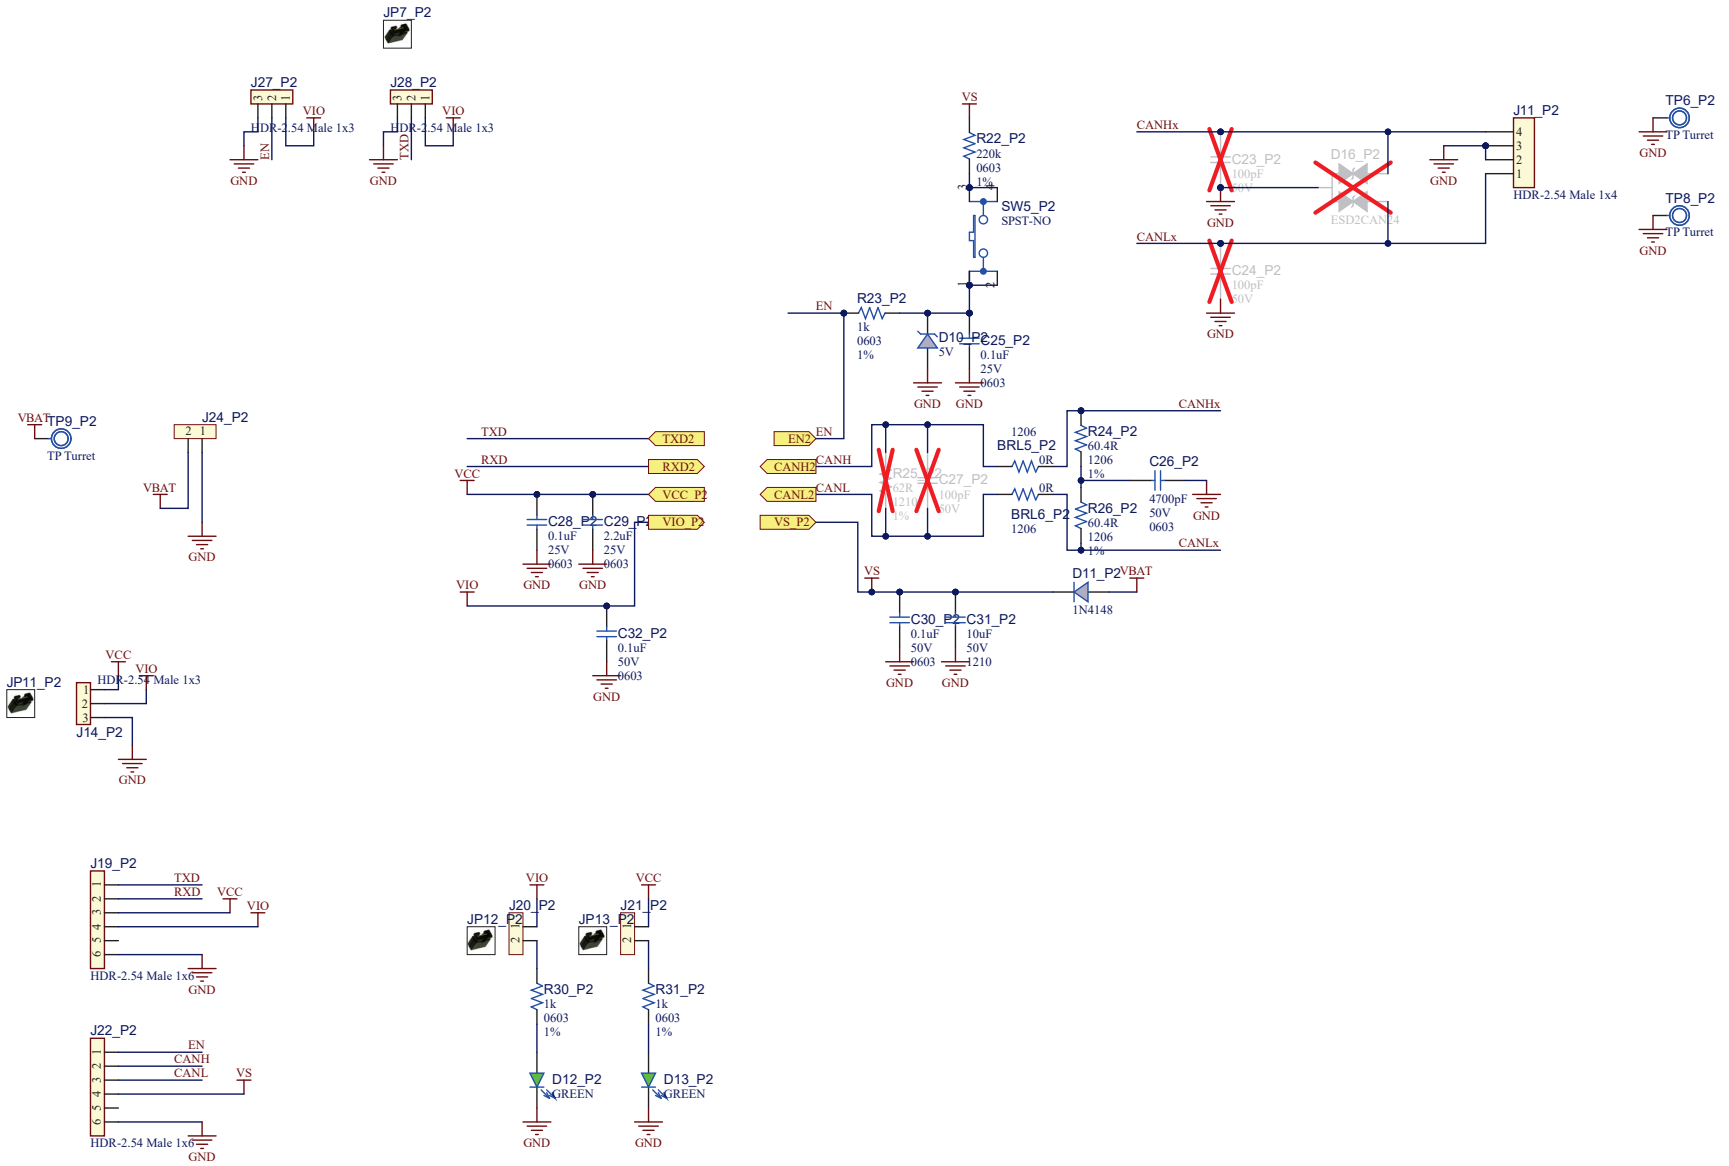 JP7_P2
J27_P2
3 2 1
VIO
HDR-2.54 Male 1x3
EN
GND
J28_P2
3 2 1
VIO
HDR-2.54 Male 1x3
TXD
GND
VS
R22_P2
220k
0603
1%
3
4
SW5_P2
SPST-NO
1
2
EN
R23_P2
1k
0603
1%
D10_P2
5V
GND
C25_P2
0.1uF
25V
0603
GND
CANHx
C23_P2
100pF
50V
GND
D16_P2
ESD2CAN24
CANLx
C24_P2
100pF
50V
GND
J11_P2
4
3
2
1
GND
HDR-2.54 Male 1x4
TP6_P2
TP Turret
GND
TP8_P2
TP Turret
GND
VBAT
TP9_P2
TP Turret
J24_P2
2 1
VBAT
GND
TXD
TXD2
RXD
RXD2
VCC
VCC_P2
VIO_P2
C28_P2
0.1uF
25V
0603
GND
C29_P2
2.2uF
25V
0603
GND
VIO
C32_P2
0.1uF
50V
0603
GND
EN2
EN
CANH2
CANH
CANL2
CANL
VS_P2
R25_P2
62R
1210
1%
C27_P2
100pF
50V
1206
BRL5_P2
0R
0R
BRL6_P2
1206
CANHx
R24_P2
60.4R
1206
1%
C26_P2
4700pF
50V
0603
GND
R26_P2
60.4R
1206
1%
CANLx
VS
C30_P2
0.1uF
50V
0603
GND
C31_P2
10uF
50V
1210
GND
D11_P2
1N4148
VBAT
JP11_P2
VCC
VIO
HDR-2.54 Male 1x3
1
2
3
J14_P2
GND
J19_P2
1
2
3
4
5
6
TXD
RXD
VCC
VIO
HDR-2.54 Male 1x6
GND
J22_P2
1
2
3
4
5
6
EN
CANH
CANL
VS
HDR-2.54 Male 1x6
GND
VIO
J20_P2
JP12_P2
1
2
R30_P2
1k
0603
1%
D12_P2
GREEN
GND
VCC
J21_P2
JP13_P2
1
2
R31_P2
1k
0603
1%
D13_P2
GREEN
GND